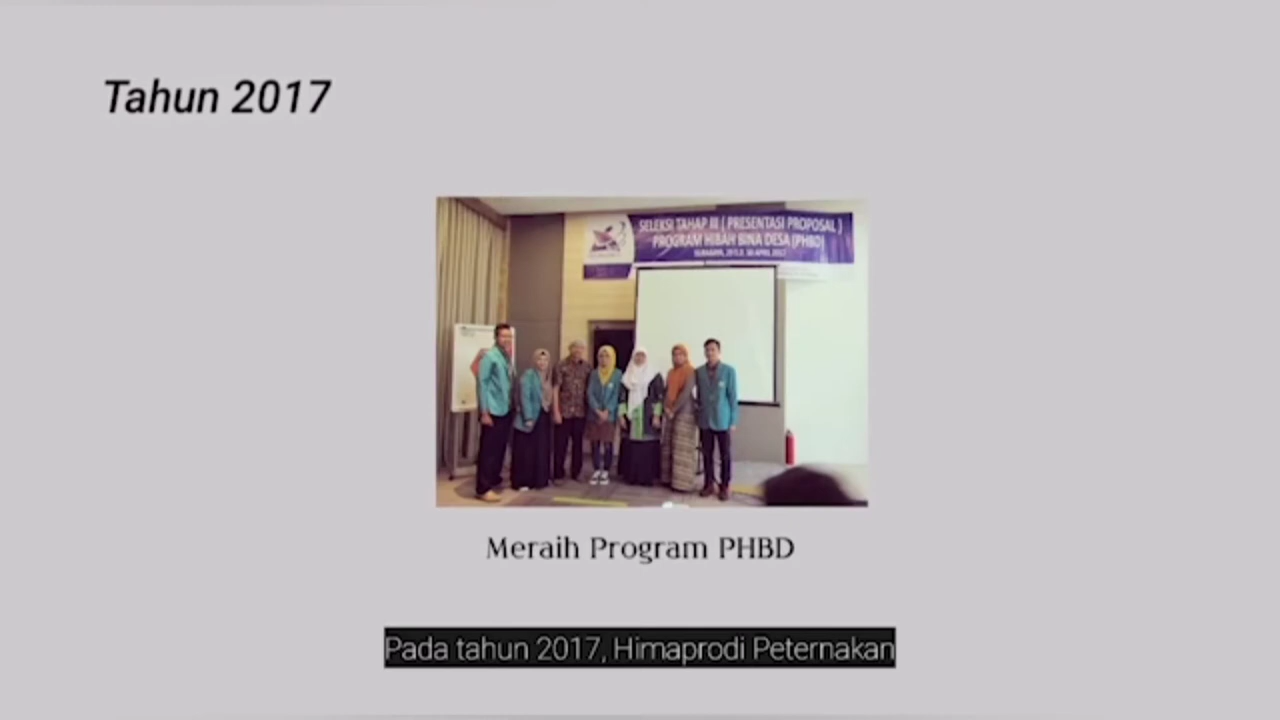 Tahun 2017
SELEKSI TAHAP III ( PRESENTASI PROPOSAL )
PROGRAM HIBAH BINA DESA (PHBD)
Meraih Program PHBD
Pada tahun 2017, Himaprodi Peternakan